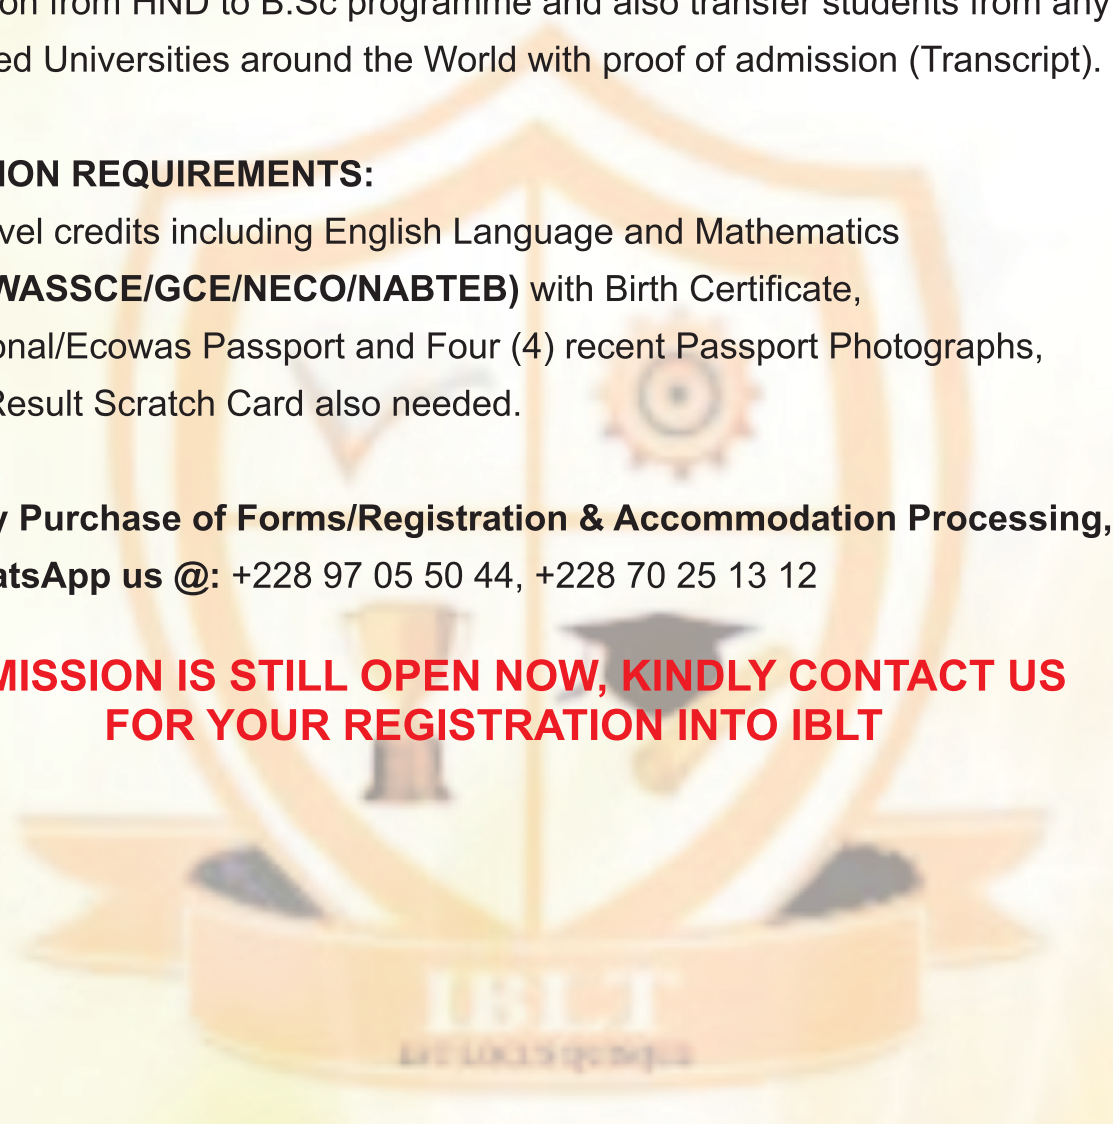 on from HND to B.Sc programme and also transfer students from any
ed Universities around the World with proof of admission (Transcript).
ION REQUIREMENTS:
vel credits including English Language and Mathematics
WASSCE/GCE/NECO/NABTEB) with Birth Certificate,
onal/Ecowas Passport and Four (4) recent Passport Photographs,
Result Scratch Card also needed.
y Purchase of Forms/Registration & Accommodation Processing,
atsApp us @: +228 97 05 50 44, +228 70 25 13 12
MISSION IS STILL OPEN NOW, KINDLY CONTACT US
FOR YOUR REGISTRATION INTO IBLT
IBLT